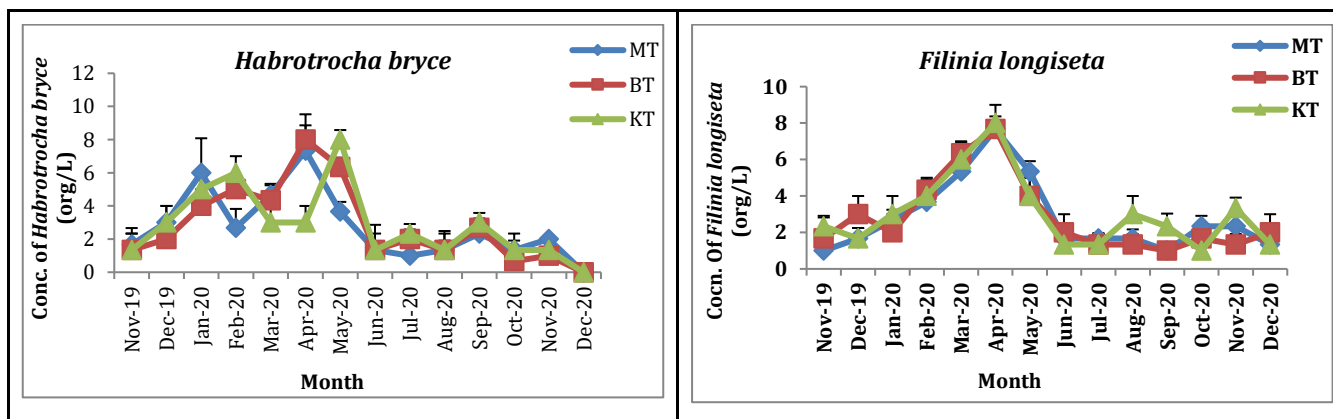 Habrotrocha bryce
MT
BT
KT
Conc. of Habrotrocha bryce
(org/L)
12
10
8
6
4
2
0
Nov-19
Dec-19
Jan-20
Feb-20
Mar-20
Apr-20
May-20
Jun-20
Jul-20
Aug-20
Sep-20
Oct-20
Nov-20
Dec-20
Month
Filinia longiseta
MT
BT
KT
Cocn. Of Filinia longiseta
(org/L)
10
8
6
4
2
0
Nov-19
Dec-19
Jan-20
Feb-20
Mar-20
Apr-20
May-20
Jun-20
Jul-20
Aug-20
Sep-20
Oct-20
Nov-20
Dec-20
Month